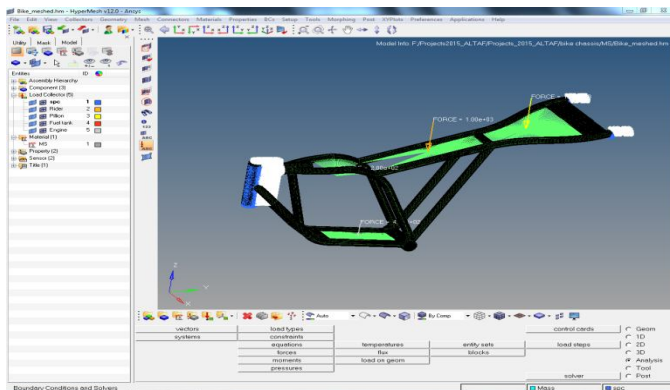 Bike_meshed.hm - HyperMesh v12.0 - Ansys
File Edit View Collectors Geometry Mesh Connectors Materials Properties BCs Setup Tools Morphing Post XYPlots Preferences Applications Help
Utility Mask Model
Model Info: F:/Projects2015_ALTAF/Projects_2015_ALTAF/bike chassis/MS/Bike_meshed.hm
Entities ID
Assembly Hierarchy
Component (3)
Load Collector (5)
spc 1
Rider 2
Pillion 3
Fuel tank 4
Engine 5
Material (1)
MS 1
Property (2)
Sensor (2)
Title (1)
FORCE =
FORCE = 1.00e+03
FORCE = 4
Z
Y
X
Auto By Comp
vectors load types control cards Geom
systems constraints 1D
equations temperatures entity sets load steps 2D
forces flux blocks 3D
moments load on geom Analysis
pressures Tool
solver Post
Boundary Conditions and Solvers Mass spc